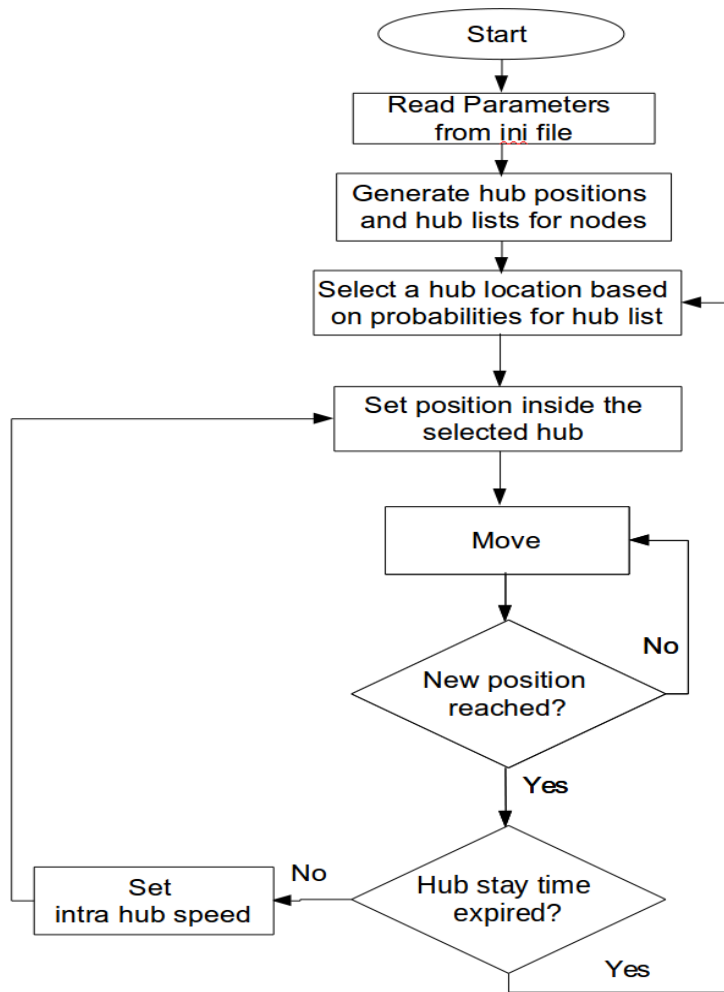 Start
Read Parameters
from ini file
Generate hub positions
and hub lists for nodes
Select a hub location based
on probabilities for hub list
Set position inside the
selected hub
Move
No
New position
reached?
Yes
No
Hub stay time
expired?
Set
intra hub speed
Yes